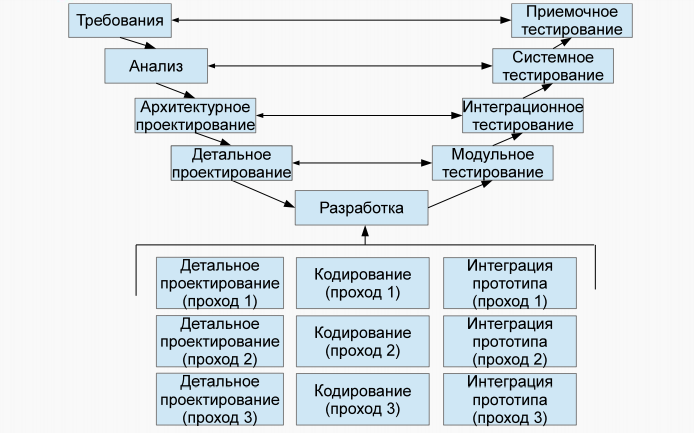 Требования
Приемочное
тестирование
Анализ
Системное
тестирование
Архитектурное
проектирование
Интеграционное
тестирование
Детальное
проектирование
Модульное
тестирование
Разработка
Детальное
проектирование
(проход 1)
Кодирование
(проход 1)
Интеграция
прототипа
(проход 1)
Детальное
проектирование
(проход 2)
Кодирование
(проход 2)
Интеграция
прототипа
(проход 2)
Детальное
проектирование
(проход 3)
Кодирование
(проход 3)
Интеграция
прототипа
(проход 3)